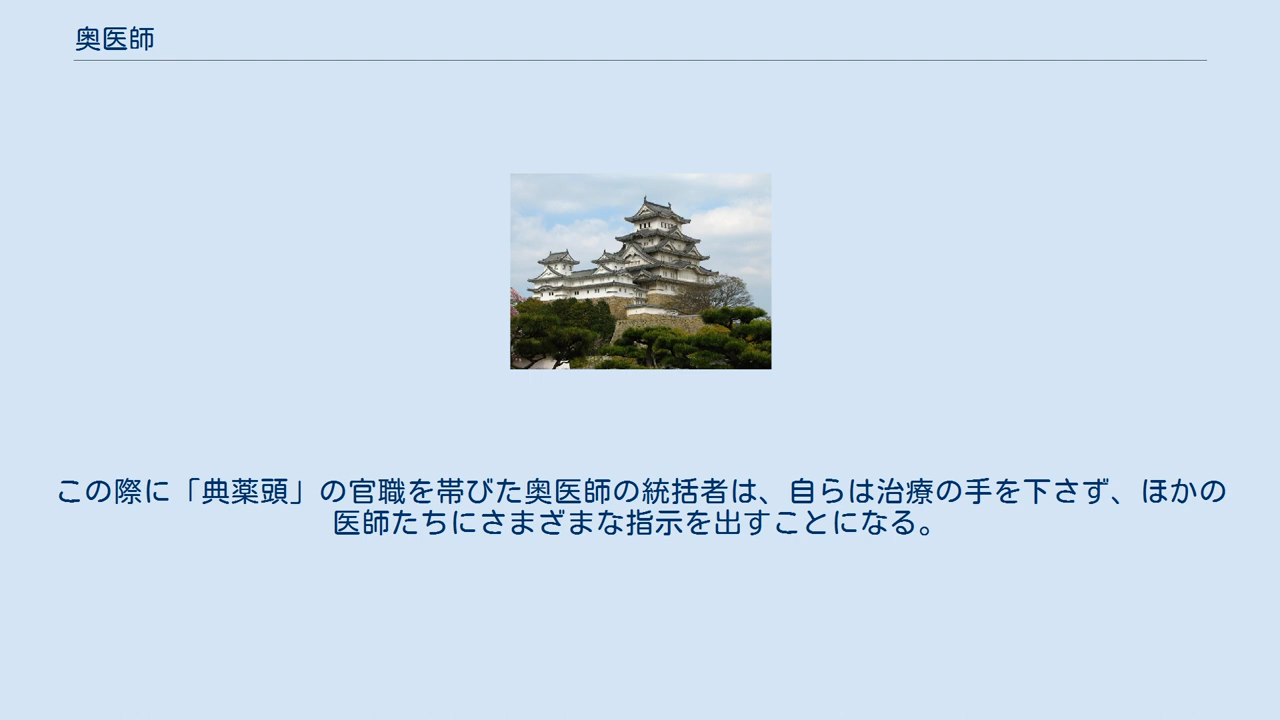 奥医師
この際に「典薬頭」の官職を帯びた奥医師の統括者は、自らは治療の手を下さず、ほかの
医師たちにさまざまな指示を出すことになる。